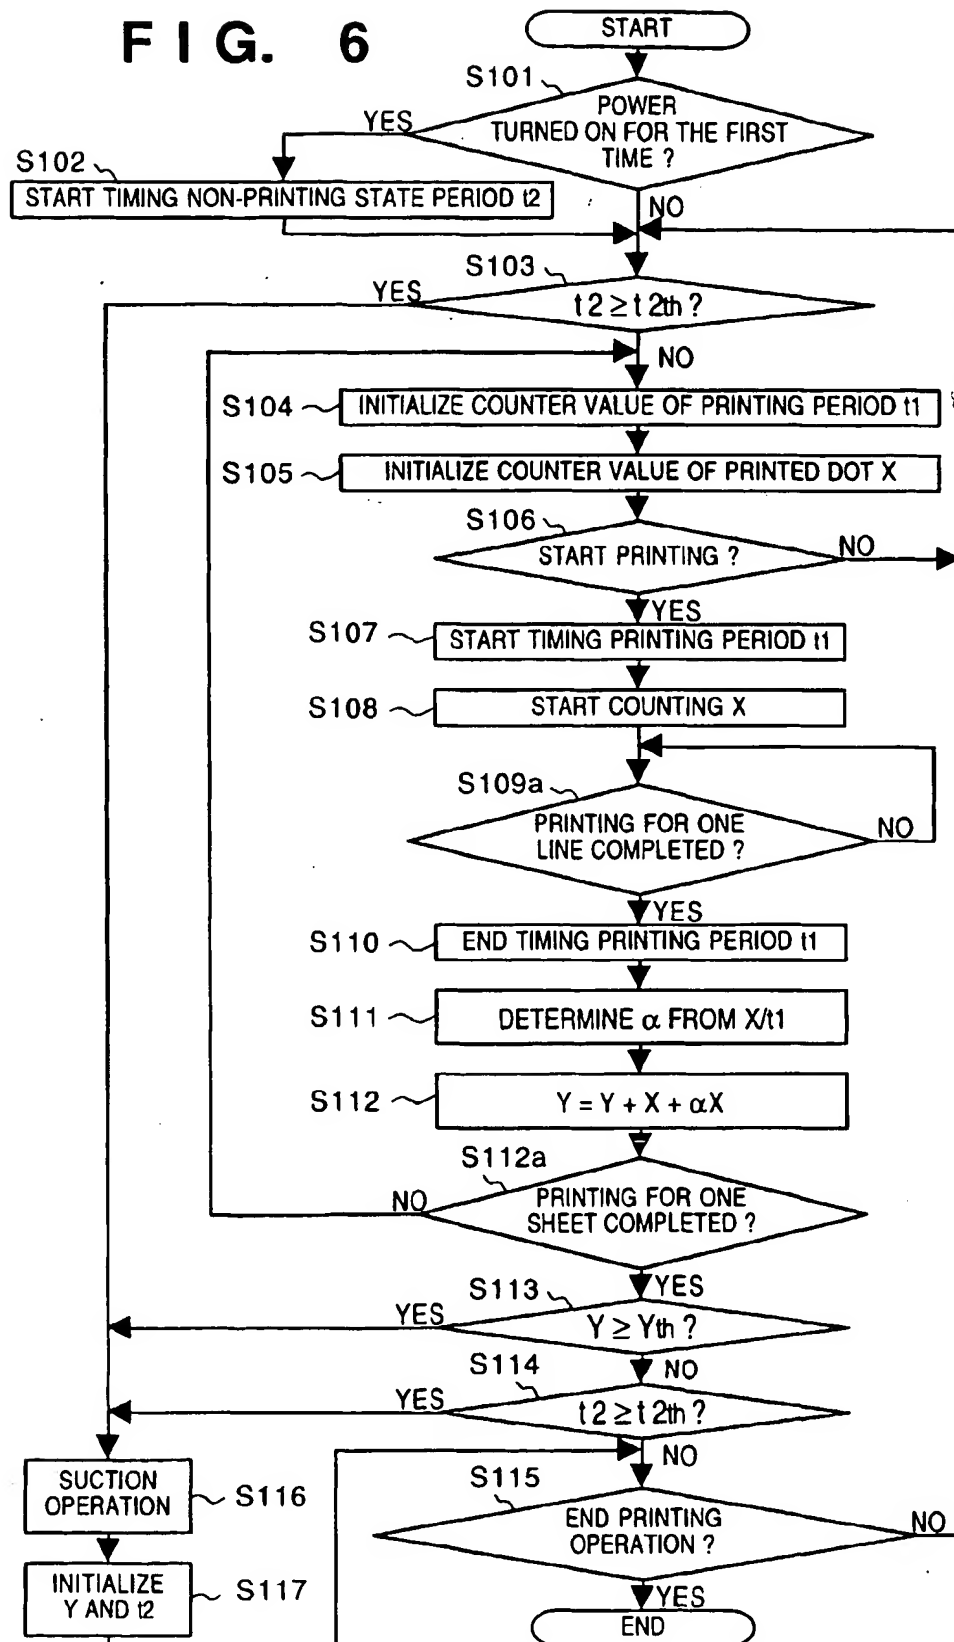 FIG. 6
START
S101
POWER
TURNED ON FOR THE FIRST
TIME ?
YES
S102
START TIMING NON-PRINTING STATE PERIOD t2
NO
S103
YES
t2 ≥ t2th ?
NO
S104
INITIALIZE COUNTER VALUE OF PRINTING PERIOD t1
S105
INITIALIZE COUNTER VALUE OF PRINTED DOT X
S106
START PRINTING ?
NO
YES
S107
START TIMING PRINTING PERIOD t1
S108
START COUNTING X
S109a
PRINTING FOR ONE
LINE COMPLETED ?
NO
YES
S110
END TIMING PRINTING PERIOD t1
S111
DETERMINE α FROM X/t1
S112
Y = Y + X + αX
S112a
PRINTING FOR ONE
SHEET COMPLETED ?
NO
YES
S113
YES
Y ≥ Yth ?
NO
S114
YES
t2 ≥ t2th ?
NO
S115
END PRINTING
OPERATION ?
NO
YES
END
SUCTION
OPERATION
S116
INITIALIZE
Y AND t2
S117